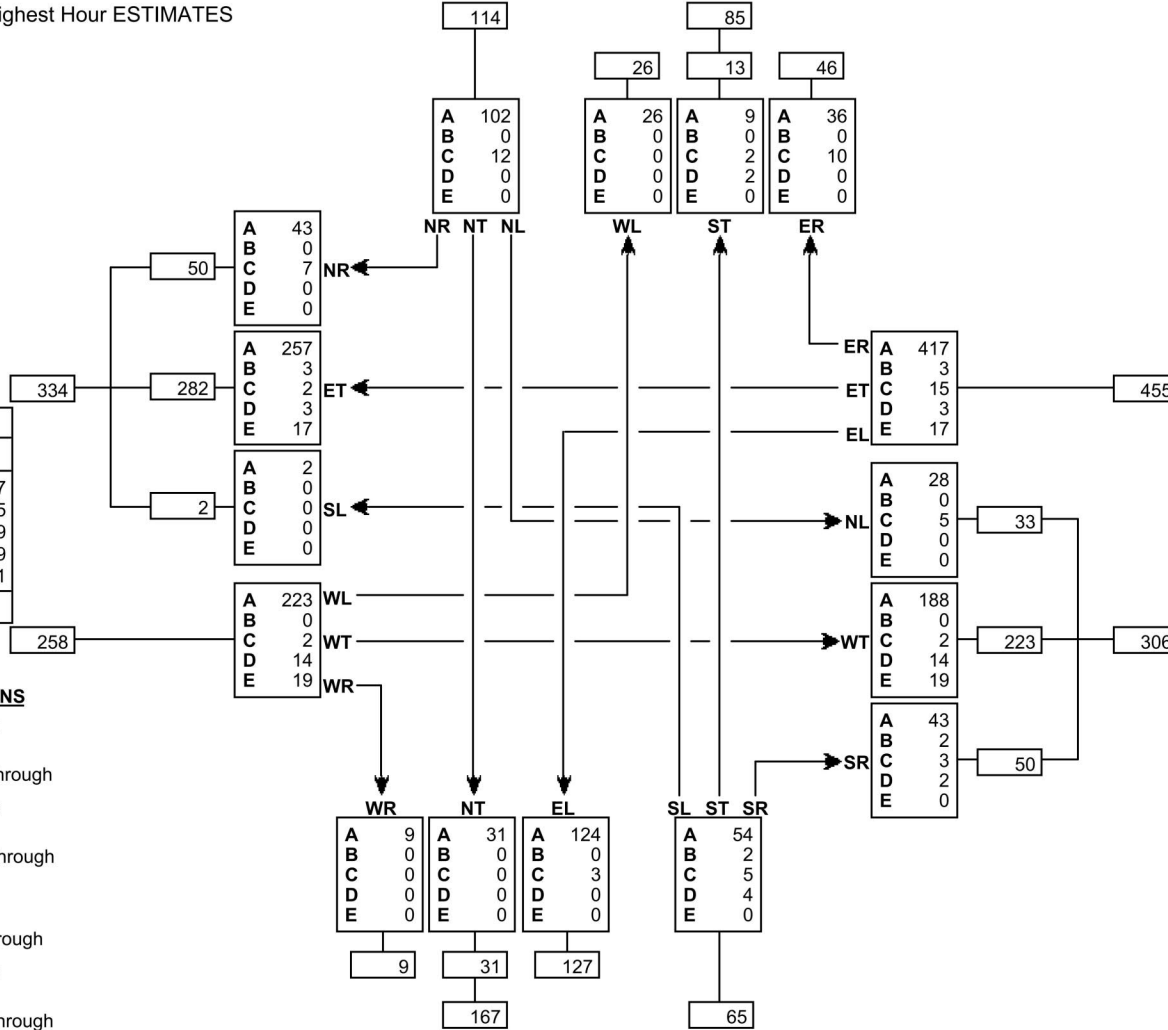 ighest Hour ESTIMATES
114
85
26
13
46
A 102
B 0
C 12
D 0
E 0
A 26
B 0
C 0
D 0
E 0
A 9
B 0
C 2
D 2
E 0
A 36
B 0
C 10
D 0
E 0
NR NT NL
WL
ST
ER
A 43
B 0
C 7
D 0
E 0
NR
50
A 257
B 3
C 2
D 3
E 17
ET
334
282
A 2
B 0
C 0
D 0
E 0
SL
2
ER
ET
EL
A 417
B 3
C 15
D 3
E 17
455
A 28
B 0
C 5
D 0
E 0
NL
33
7
5
9
9
1
A 223
B 0
C 2
D 14
E 19
WL
WT
WR
258
A 188
B 0
C 2
D 14
E 19
WT
223
306
A 43
B 2
C 3
D 2
E 0
SR
50
NS
hrough
hrough
rough
hrough
WR
NT
EL
SL ST SR
A 9
B 0
C 0
D 0
E 0
A 31
B 0
C 0
D 0
E 0
A 124
B 0
C 3
D 0
E 0
A 54
B 2
C 5
D 4
E 0
9
31
127
167
65